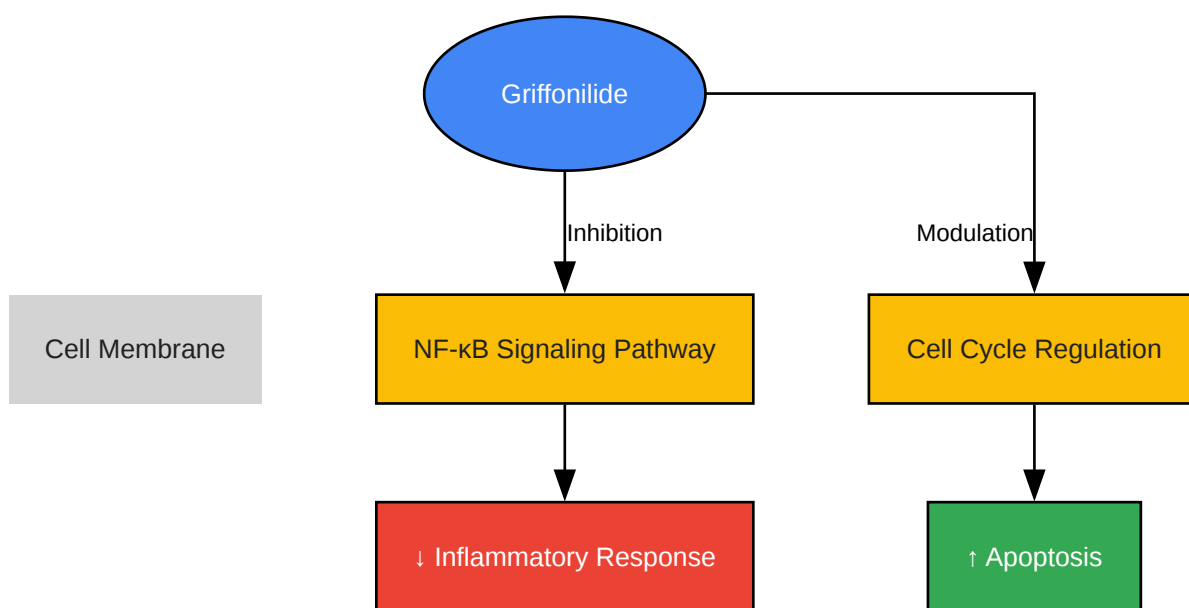 Griffonilide
Inhibition
Modulation
Cell Membrane
NF-κB Signaling Pathway
Cell Cycle Regulation
↓ Inflammatory Response
↑ Apoptosis